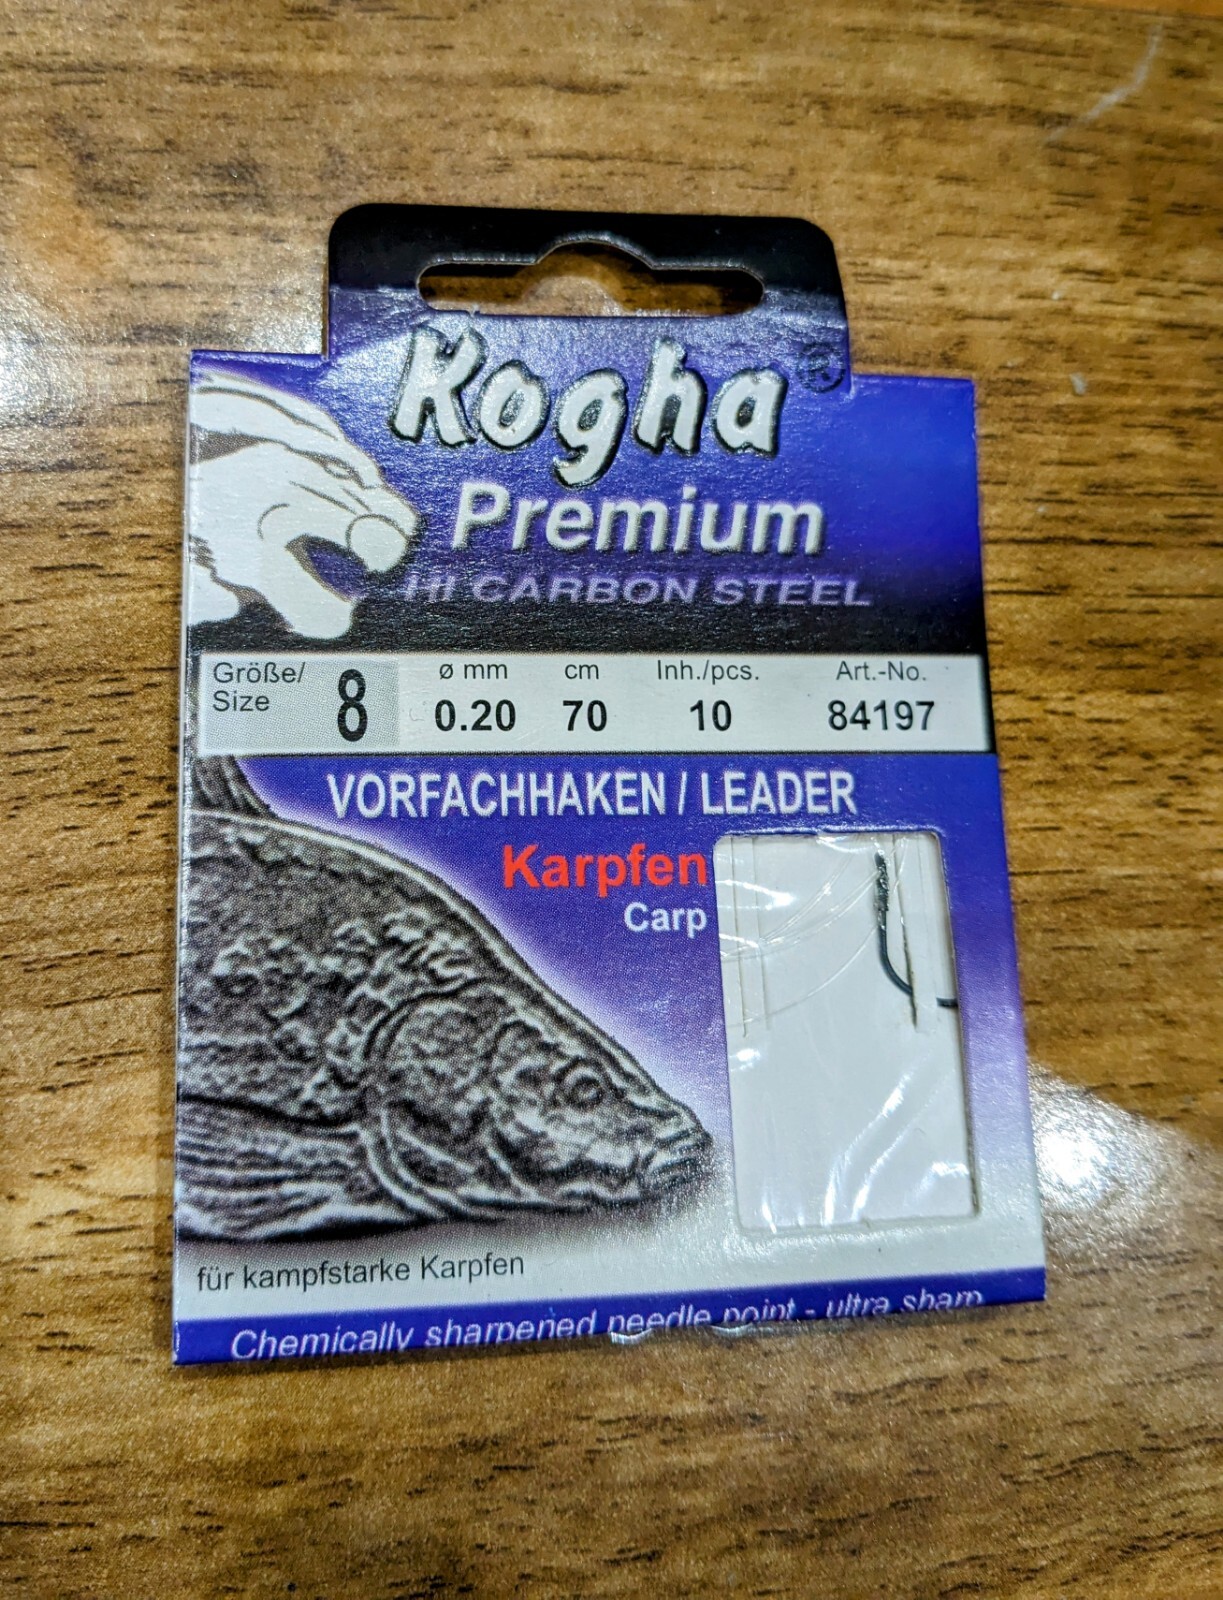 Kogha®
Premium
HI CARBON STEEL
Größe/ Size 8
ø mm 0.20
cm 70
Inh./pcs. 10
Art.-No. 84197
VORFACHHAKEN / LEADER
Karpfen
Carp
für kampfstarke Karpfen
Chemically sharpened needle point - ultra sharp